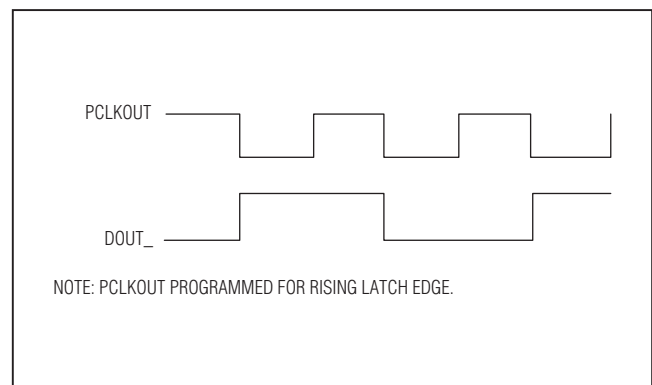 PCLKOUT
DOUT_
NOTE: PCLKOUT PROGRAMMED FOR RISING LATCH EDGE.